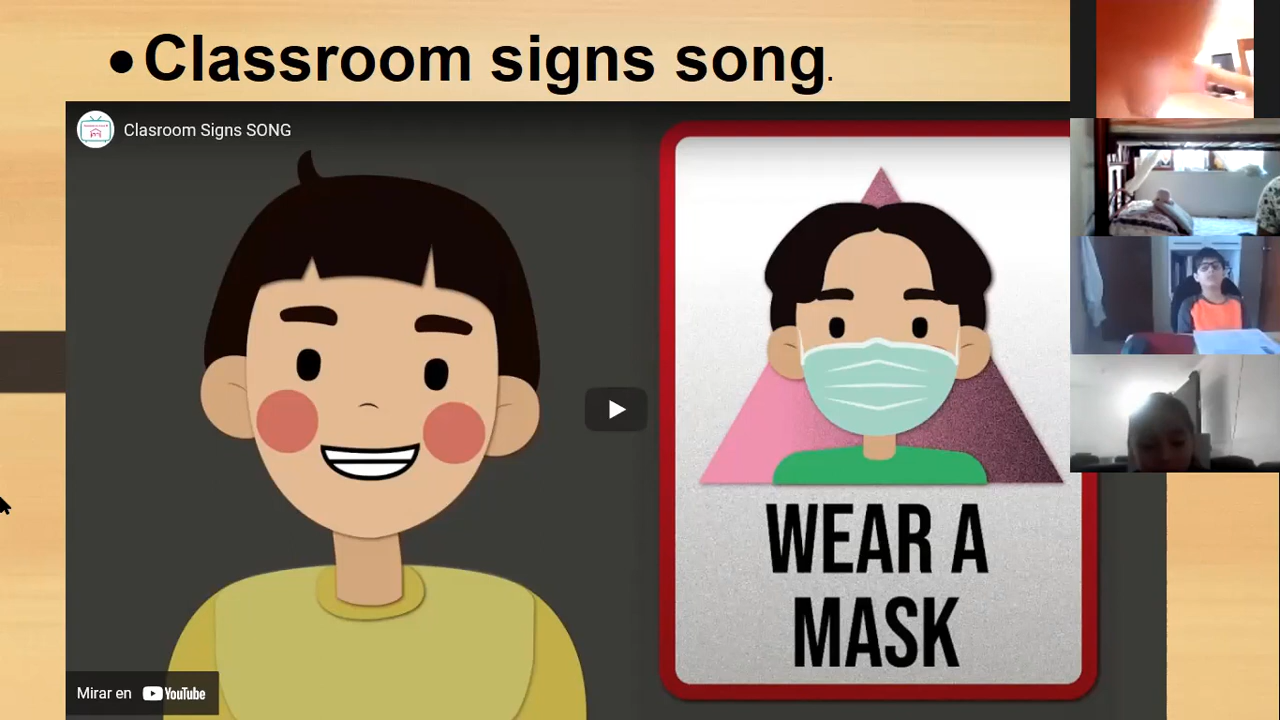 • Classroom signs song.
Clasroom Signs SONG
WEAR A
MASK
Mirar en YouTube